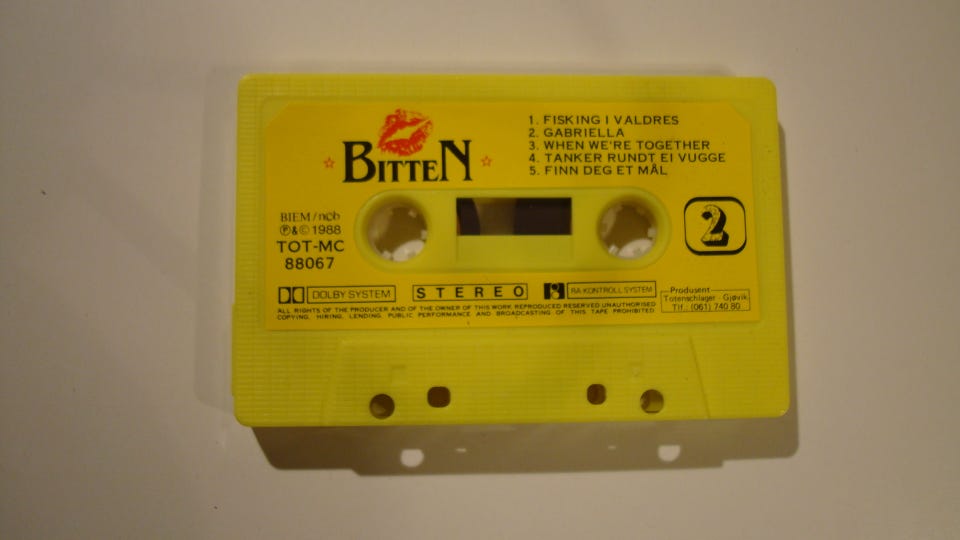 BITTEN
1. FISKING I VALDRES
2. GABRIELLA
3. WHEN WE'RE TOGETHER
4. TANKER RUNDT EI VUGGE
5. FINN DEG ET MÅL
BIEM/ncb
Ⓟ&© 1988
TOT-MC
88067
2
DOLBY SYSTEM
STEREO
RA KONTROLL SYSTEM
Produsent
Totenschlager - Gjøvik
Tlf.: (061) 740 80
ALL RIGHTS OF THE PRODUCER AND OF THE OWNER OF THIS WORK REPRODUCED RESERVED UNAUTHORISED
COPYING, HIRING, LENDING, PUBLIC PERFORMANCE AND BROADCASTING OF THIS TAPE PROHIBITED